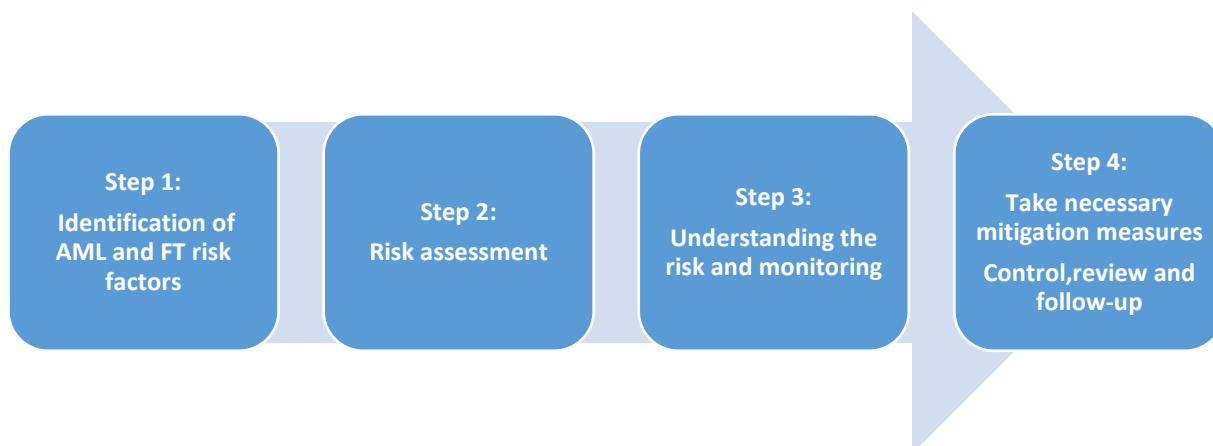 Step 1:
Identification of
AML and FT risk
factors
Step 2:
Risk assessment
Step 3:
Understanding the
risk and monitoring
Step 4:
Take necessary
mitigation measures
Control,review and
follow-up